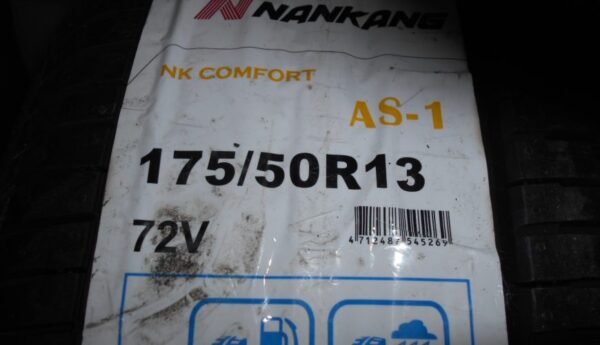 NANKANG
NK COMFORT
AS-1
175/50R13
72V
4 712487 545269